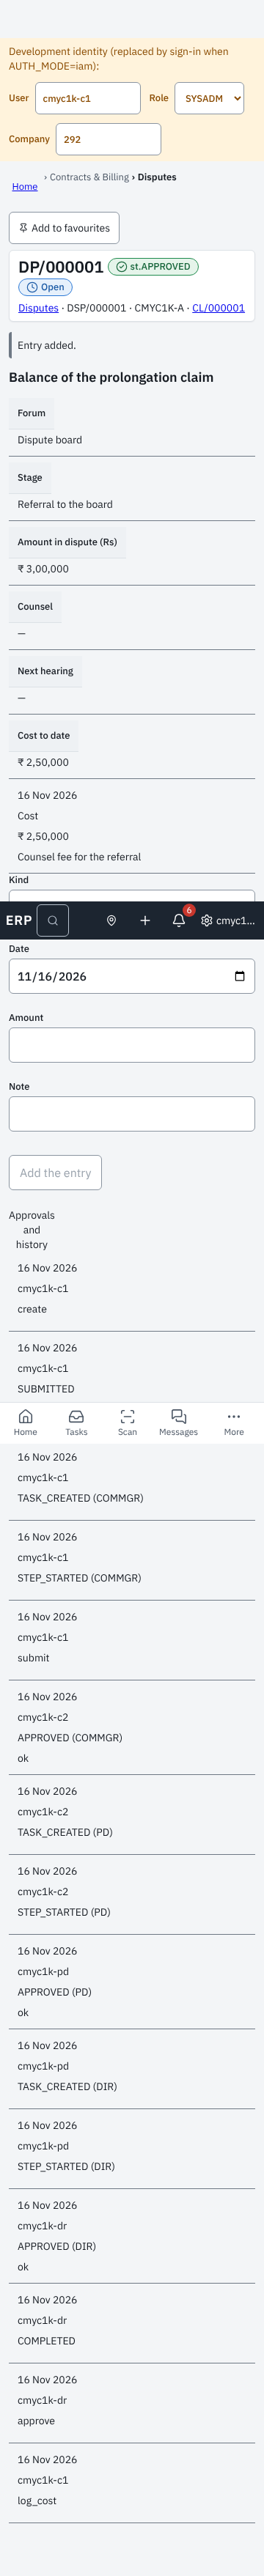 Development identity (replaced by sign-in when
AUTH_MODE=iam):
User cmyc1k-c1 Role SYSADM
Company 292
Home › Contracts & Billing › Disputes
Add to favourites
DP/000001 st.APPROVED
Open
Disputes · DSP/000001 · CMYC1K-A · CL/000001
Entry added.
Balance of the prolongation claim
Forum
Dispute board
Stage
Referral to the board
Amount in dispute (Rs)
₹ 3,00,000
Counsel
—
Next hearing
—
Cost to date
₹ 2,50,000
16 Nov 2026
Cost
₹ 2,50,000
Counsel fee for the referral
Kind
ERP 6 cmyc1...
Date
11/16/2026
Amount
Note
Add the entry
Approvals
and
history
16 Nov 2026
cmyc1k-c1
create
16 Nov 2026
cmyc1k-c1
SUBMITTED
Home Tasks Scan Messages More
16 Nov 2026
cmyc1k-c1
TASK_CREATED (COMMGR)
16 Nov 2026
cmyc1k-c1
STEP_STARTED (COMMGR)
16 Nov 2026
cmyc1k-c1
submit
16 Nov 2026
cmyc1k-c2
APPROVED (COMMGR)
ok
16 Nov 2026
cmyc1k-c2
TASK_CREATED (PD)
16 Nov 2026
cmyc1k-c2
STEP_STARTED (PD)
16 Nov 2026
cmyc1k-pd
APPROVED (PD)
ok
16 Nov 2026
cmyc1k-pd
TASK_CREATED (DIR)
16 Nov 2026
cmyc1k-pd
STEP_STARTED (DIR)
16 Nov 2026
cmyc1k-dr
APPROVED (DIR)
ok
16 Nov 2026
cmyc1k-dr
COMPLETED
16 Nov 2026
cmyc1k-dr
approve
16 Nov 2026
cmyc1k-c1
log_cost